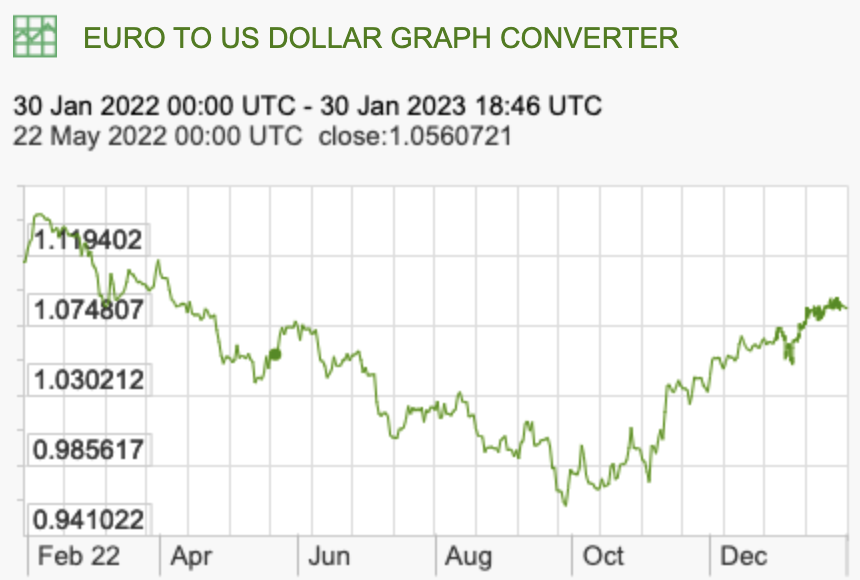 EURO TO US DOLLAR GRAPH CONVERTER
30 Jan 2022 00:00 UTC - 30 Jan 2023 18:46 UTC
22 May 2022 00:00 UTC close:1.0560721
1.119402
1.074807
1.030212
0.985617
0.941022
Feb 22 Apr Jun Aug Oct Dec